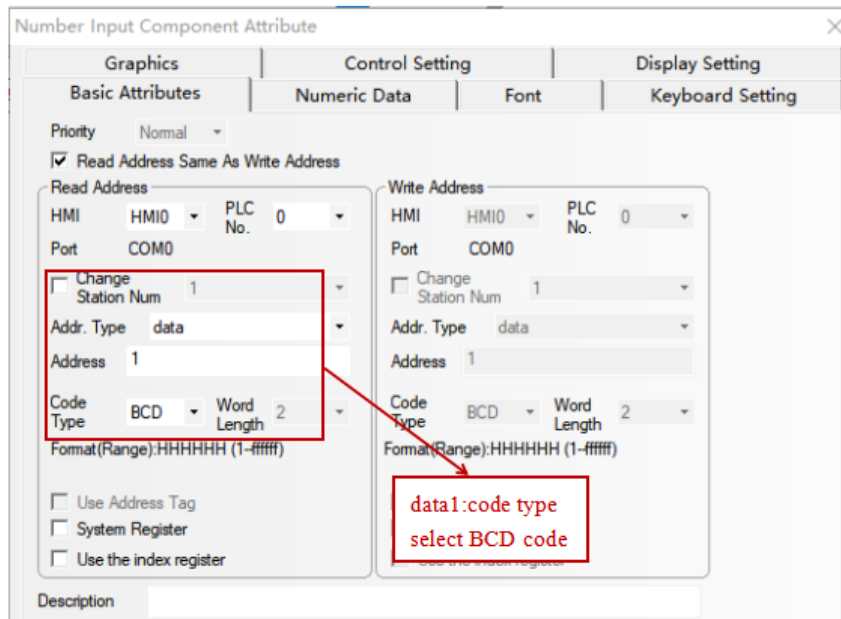 Number Input Component Attribute
Graphics Control Setting Display Setting
Basic Attributes Numeric Data Font Keyboard Setting
Priority Normal
Read Address Same As Write Address
Read Address
HMI HMI0 PLC No. 0
Port COM0
Change Station Num 1
Addr. Type data
Address 1
Code Type BCD Word Length 2
Format(Range):HHHHHH (1--ffffff)
Use Address Tag
System Register
Use the index register
Write Address
HMI HMI0 PLC No. 0
Port COM0
Change Station Num 1
Addr. Type data
Address 1
Code Type BCD Word Length 2
Format(Range):HHHHHH (1--ffffff)
data1:code type
select BCD code
Use the index register
Description